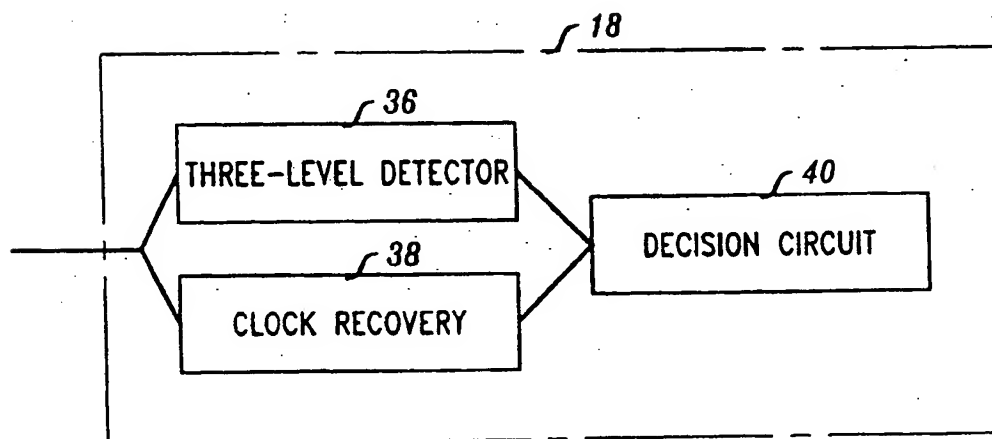 18
36
THREE-LEVEL DETECTOR
40
DECISION CIRCUIT
38
CLOCK RECOVERY